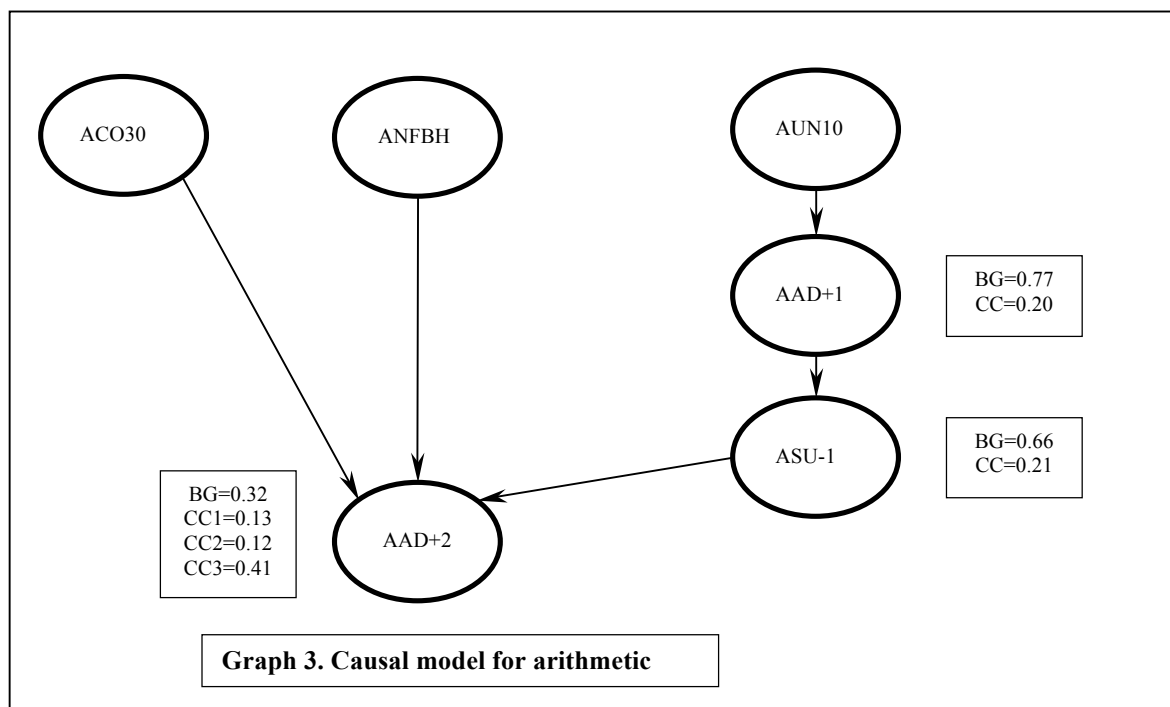 ACO30
ANFBH
AUN10
AAD+1
BG=0.77
CC=0.20
ASU-1
BG=0.66
CC=0.21
BG=0.32
CC1=0.13
CC2=0.12
CC3=0.41
AAD+2
Graph 3. Causal model for arithmetic